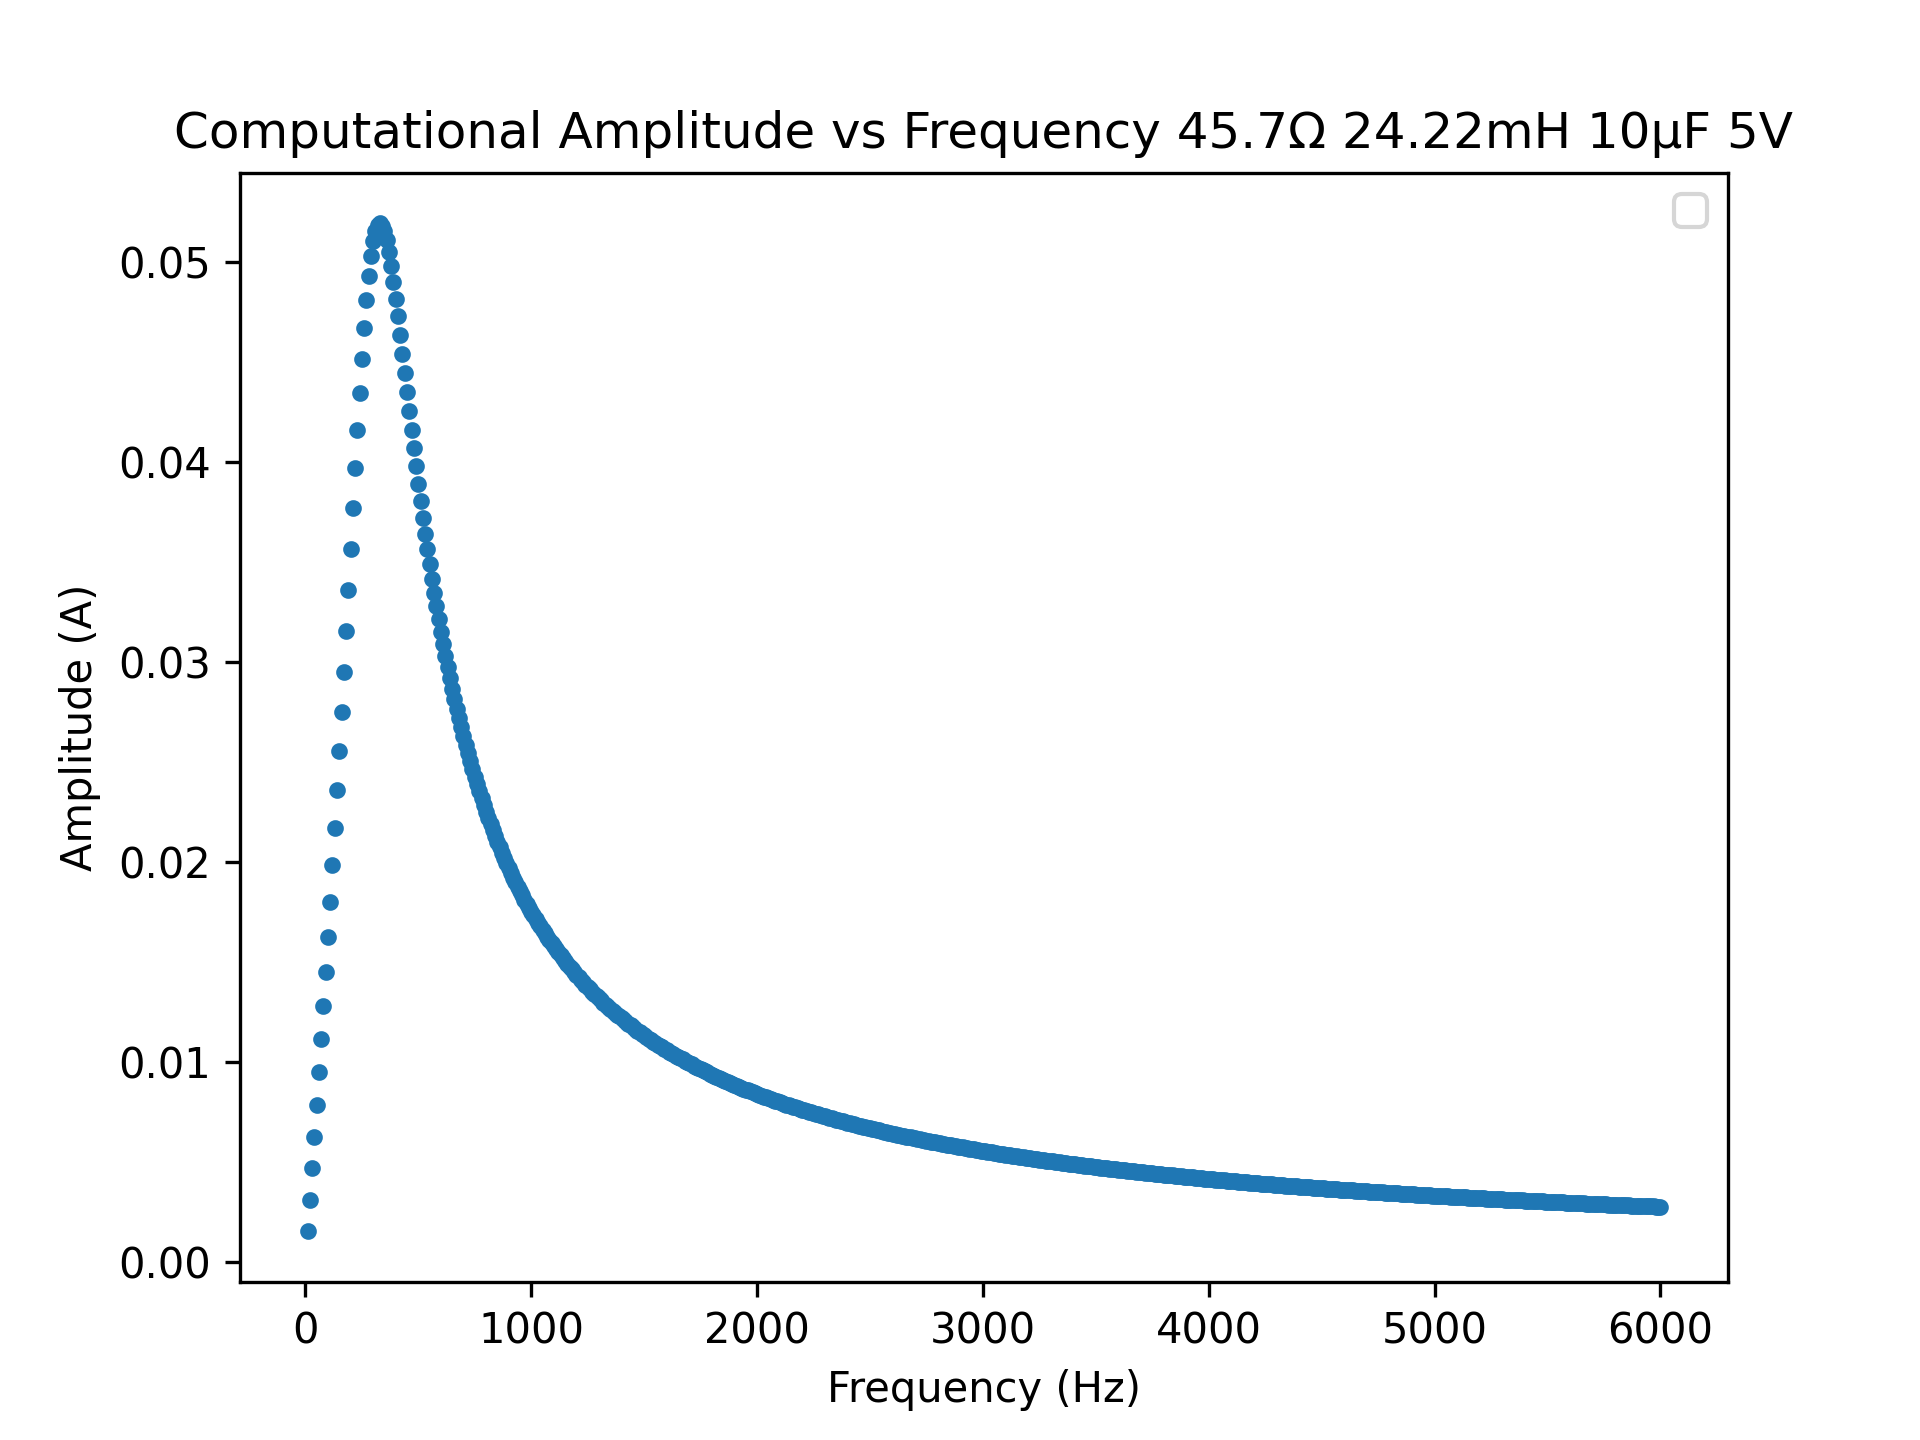 Computational Amplitude vs Frequency 45.7Ω 24.22mH 10μF 5V
0.05
0.04
0.03
0.02
0.01
0.00
Amplitude (A)
0 1000 2000 3000 4000 5000 6000
Frequency (Hz)